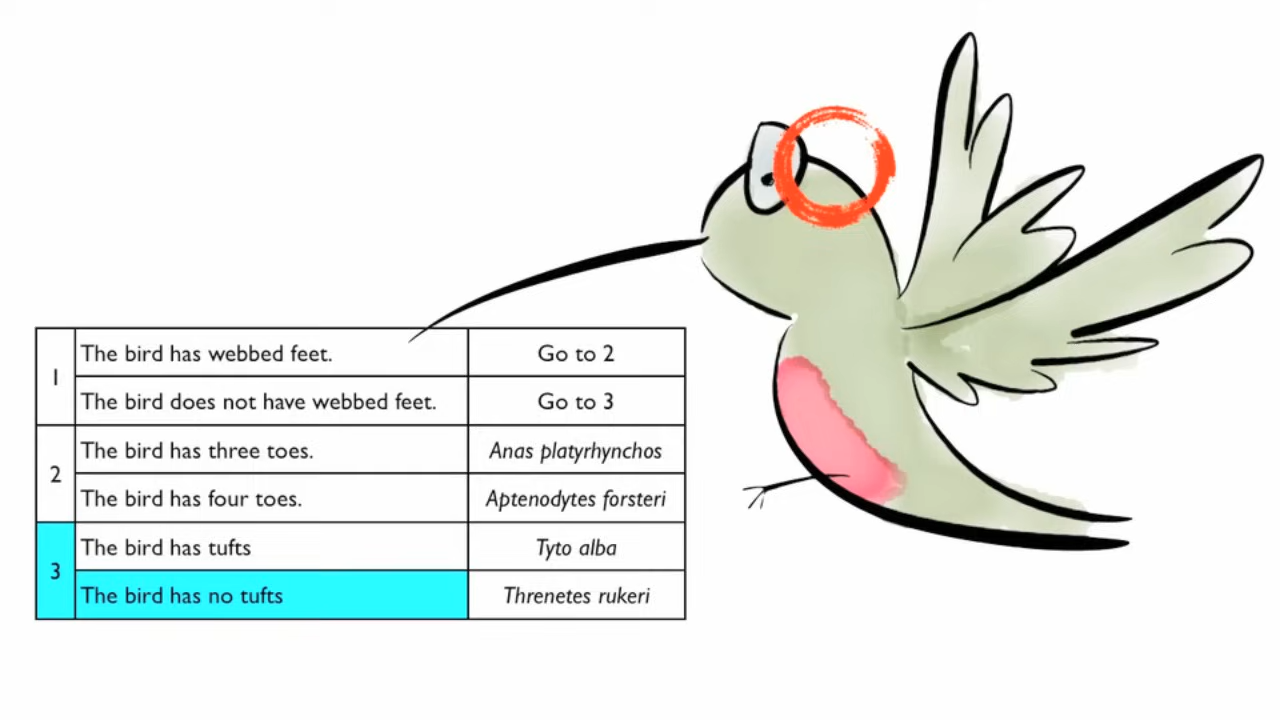 1
The bird has webbed feet. Go to 2
The bird does not have webbed feet. Go to 3
2
The bird has three toes. Anas platyrhynchos
The bird has four toes. Aptenodytes forsteri
3
The bird has tufts Tyto alba
The bird has no tufts Threnetes rukeri